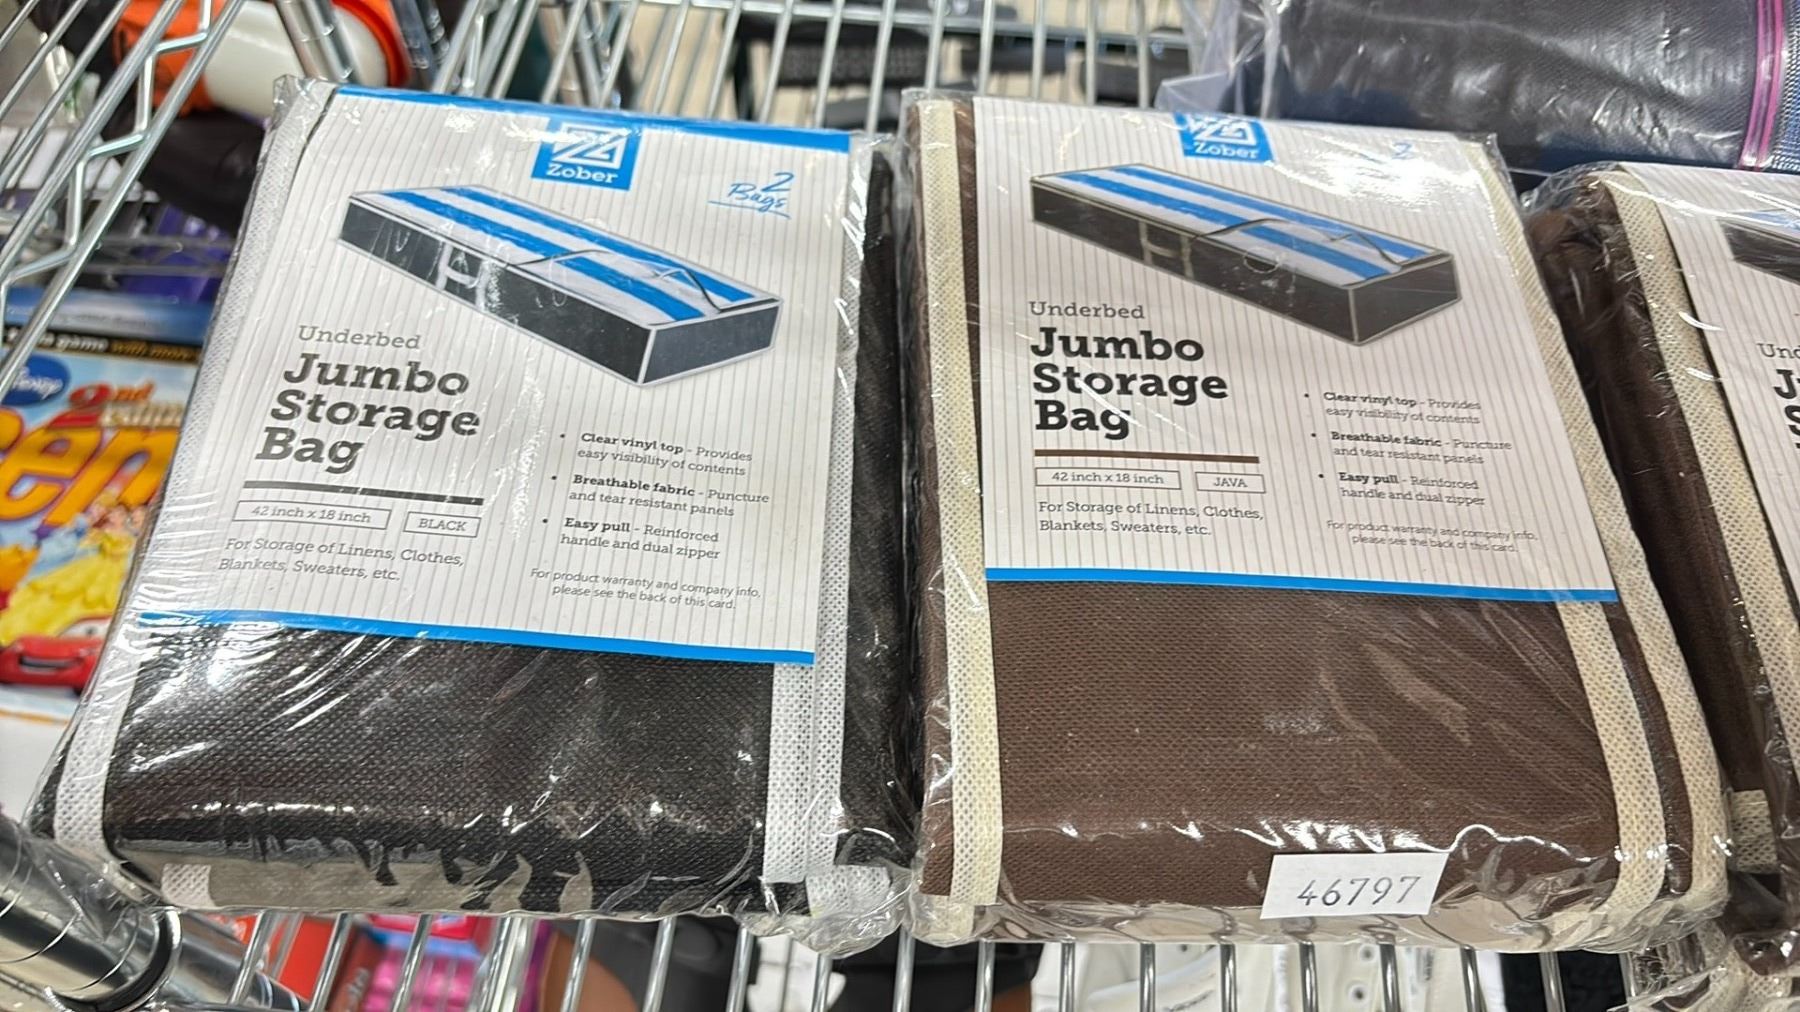 Zober
2
Bags
Underbed
Jumbo
Storage
Bag
42 inch x 18 inch
BLACK
For Storage of Linens, Clothes,
Blankets, Sweaters, etc.
• Clear vinyl top - Provides
easy visibility of contents
• Breathable fabric - Puncture
and tear resistant panels
• Easy pull - Reinforced
handle and dual zipper
For product warranty and company info,
please see the back of this card.
Zober
2
Underbed
Jumbo
Storage
Bag
42 inch x 18 inch
JAVA
For Storage of Linens, Clothes,
Blankets, Sweaters, etc.
• Clear vinyl top - Provides
easy visibility of contents
• Breathable fabric - Puncture
and tear resistant panels
• Easy pull - Reinforced
handle and dual zipper
For product warranty and company info,
please see the back of this card.
46797
game with
Disney
2nd